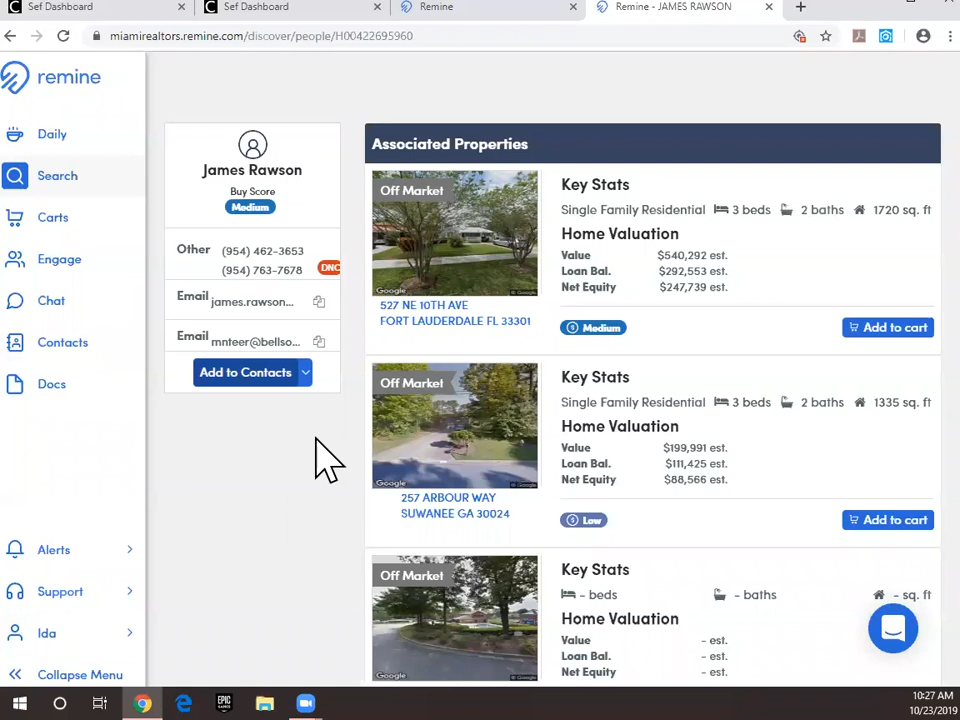 Sef Dashboard
Sef Dashboard
Remine
Remine - JAMES RAWSON
miamirealtors.remine.com/discover/people/H00422695960
remine
Daily
Search
Carts
Engage
Chat
Contacts
Docs
Alerts
Support
Ida
Collapse Menu
James Rawson
Buy Score
Medium
Other (954) 462-3653
(954) 763-7678 DNC
Email james.rawson...
Email mnteer@bellso...
Add to Contacts
Associated Properties
Off Market
Google
© Google
527 NE 10TH AVE
FORT LAUDERDALE FL 33301
Key Stats
Single Family Residential 3 beds 2 baths 1720 sq. ft
Home Valuation
Value $540,292 est.
Loan Bal. $292,553 est.
Net Equity $247,739 est.
Medium
Add to cart
Off Market
Google
© Google
257 ARBOUR WAY
SUWANEE GA 30024
Key Stats
Single Family Residential 3 beds 2 baths 1335 sq. ft
Home Valuation
Value $199,991 est.
Loan Bal. $111,425 est.
Net Equity $88,566 est.
Low
Add to cart
Off Market
Google
© Google
Key Stats
- beds - baths - sq. ft
Home Valuation
Value - est.
Loan Bal. - est.
Net Equity - est.
EPIC
GAMES
10:27 AM
10/23/2019